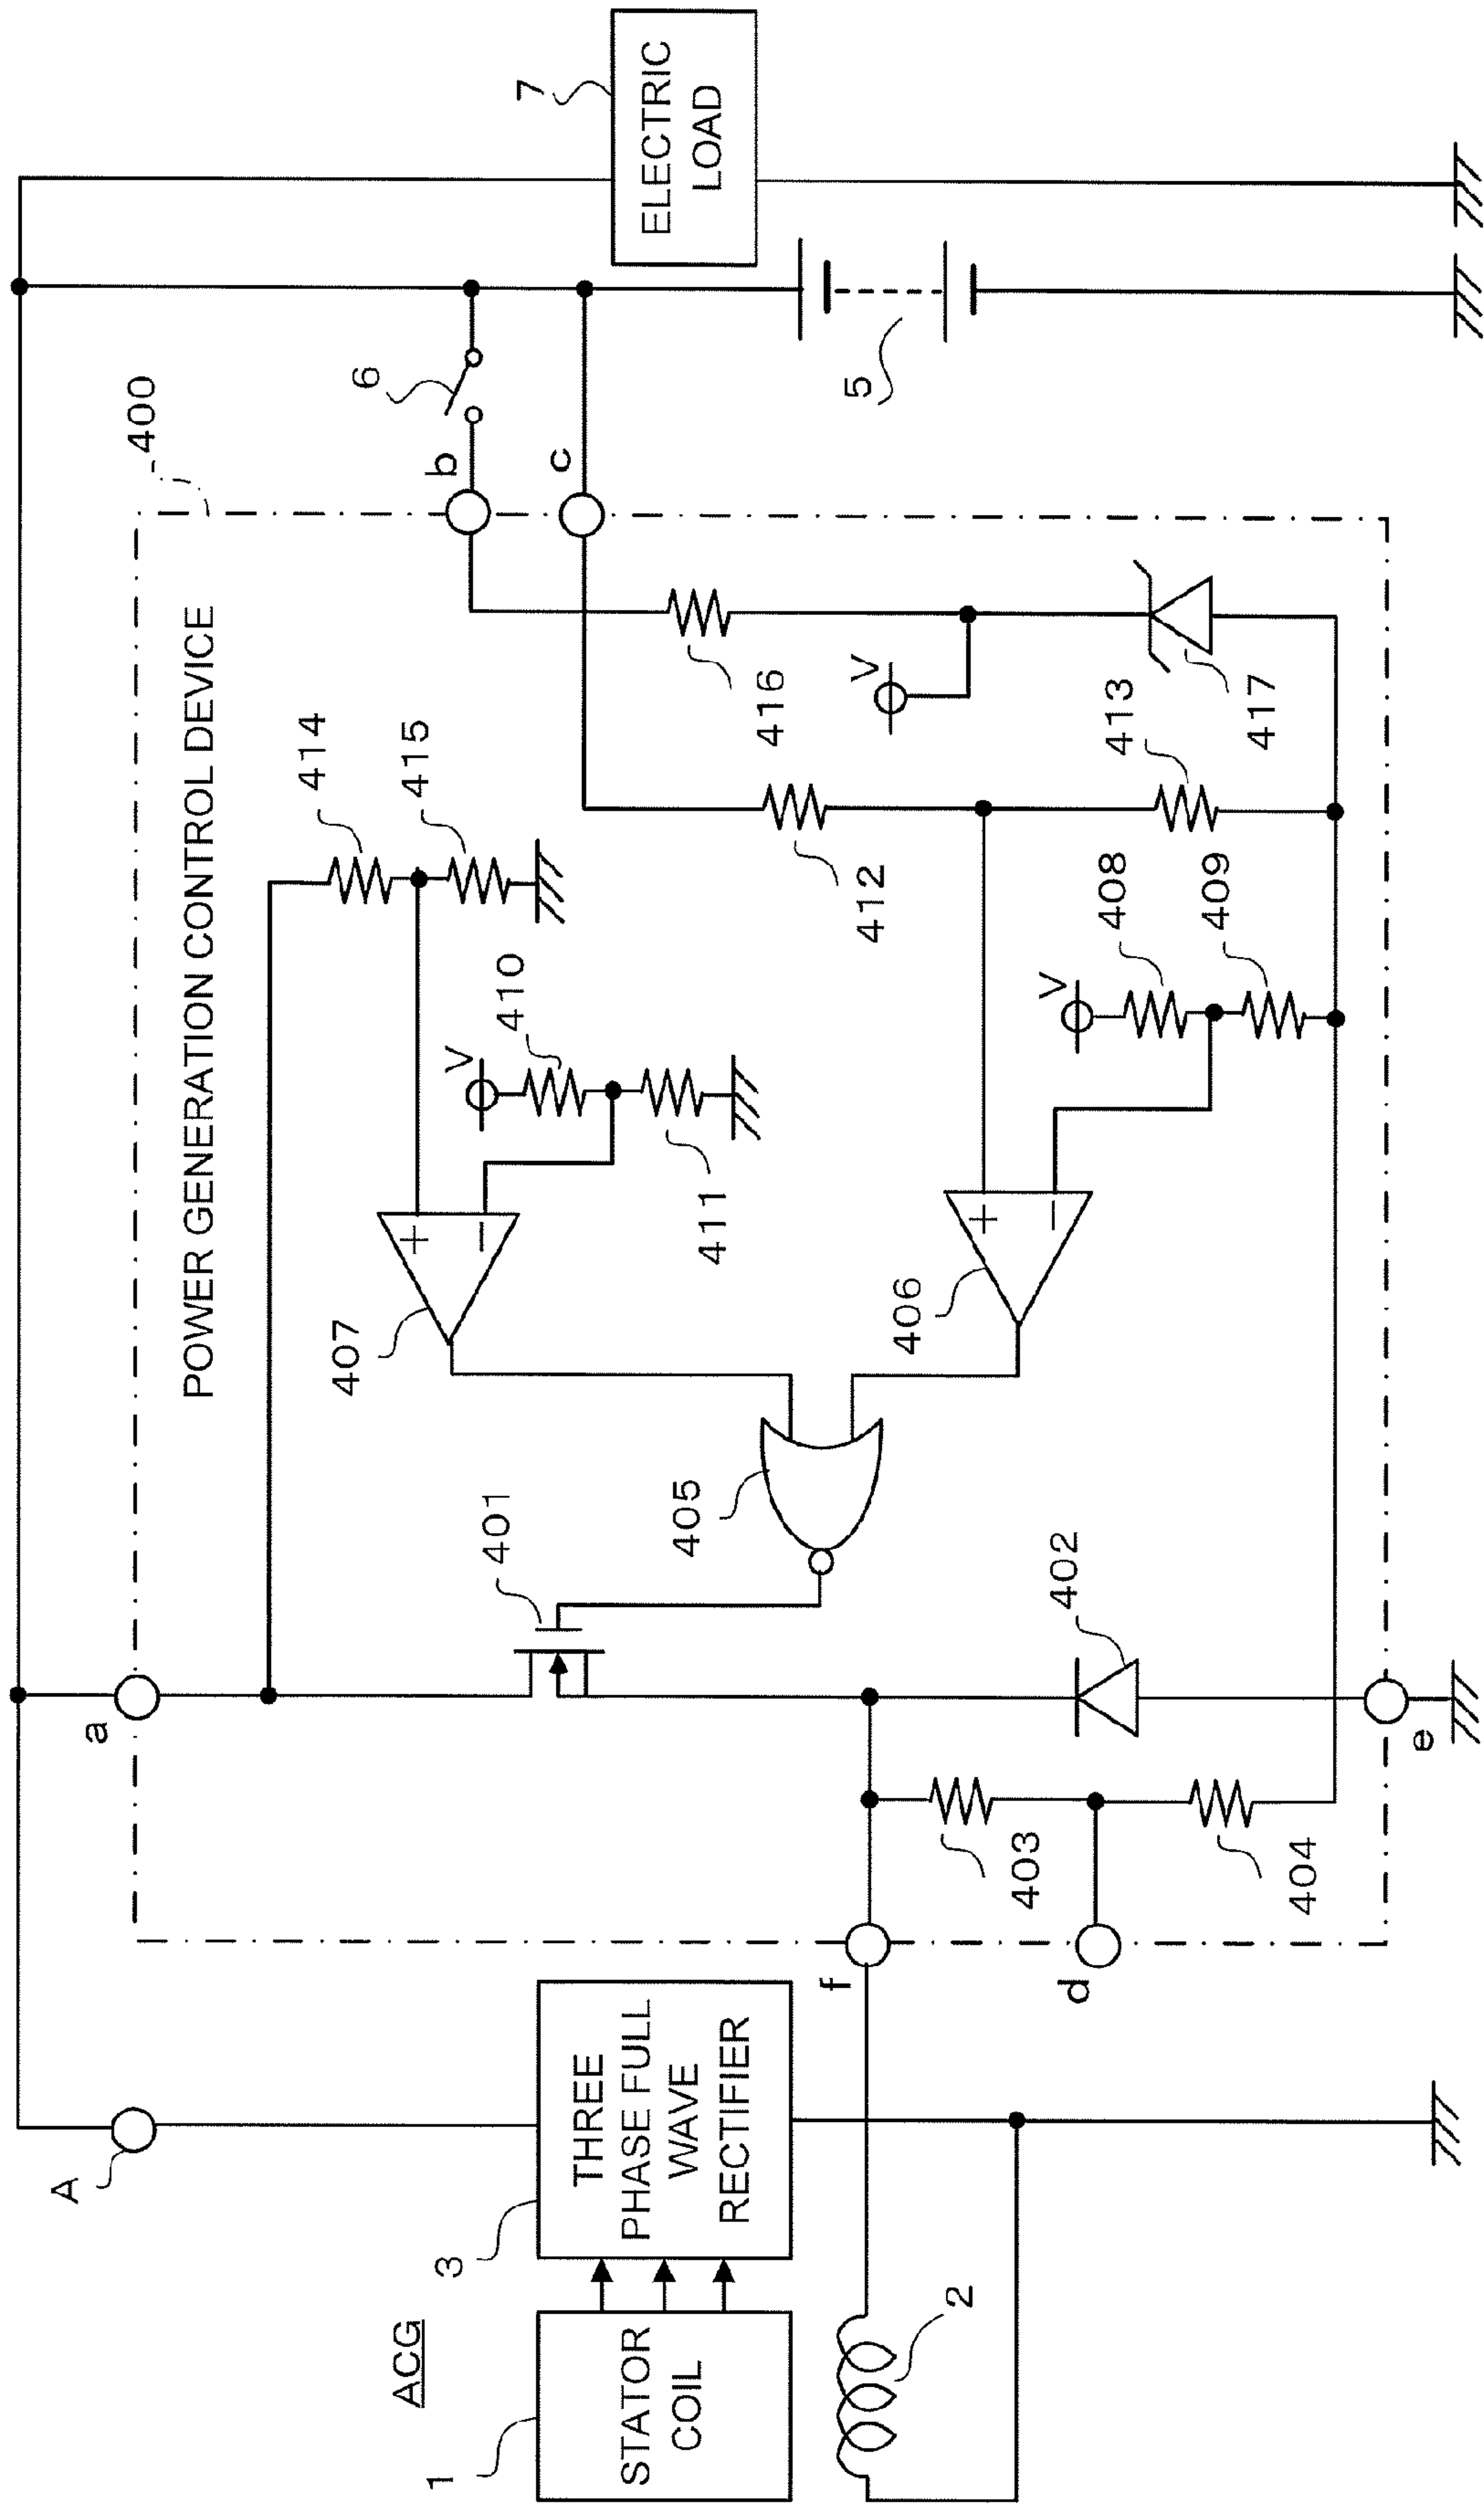 ACG
1
STATOR
COIL
2
3
THREE
PHASE FULL
WAVE
RECTIFIER
A
POWER GENERATION CONTROL DEVICE
400
a
b
c
d
e
f
401
402
403
404
405
406
407
+
−
+
−
V
408
409
V
410
411
412
413
414
415
416
V
417
5
6
7
ELECTRIC
LOAD